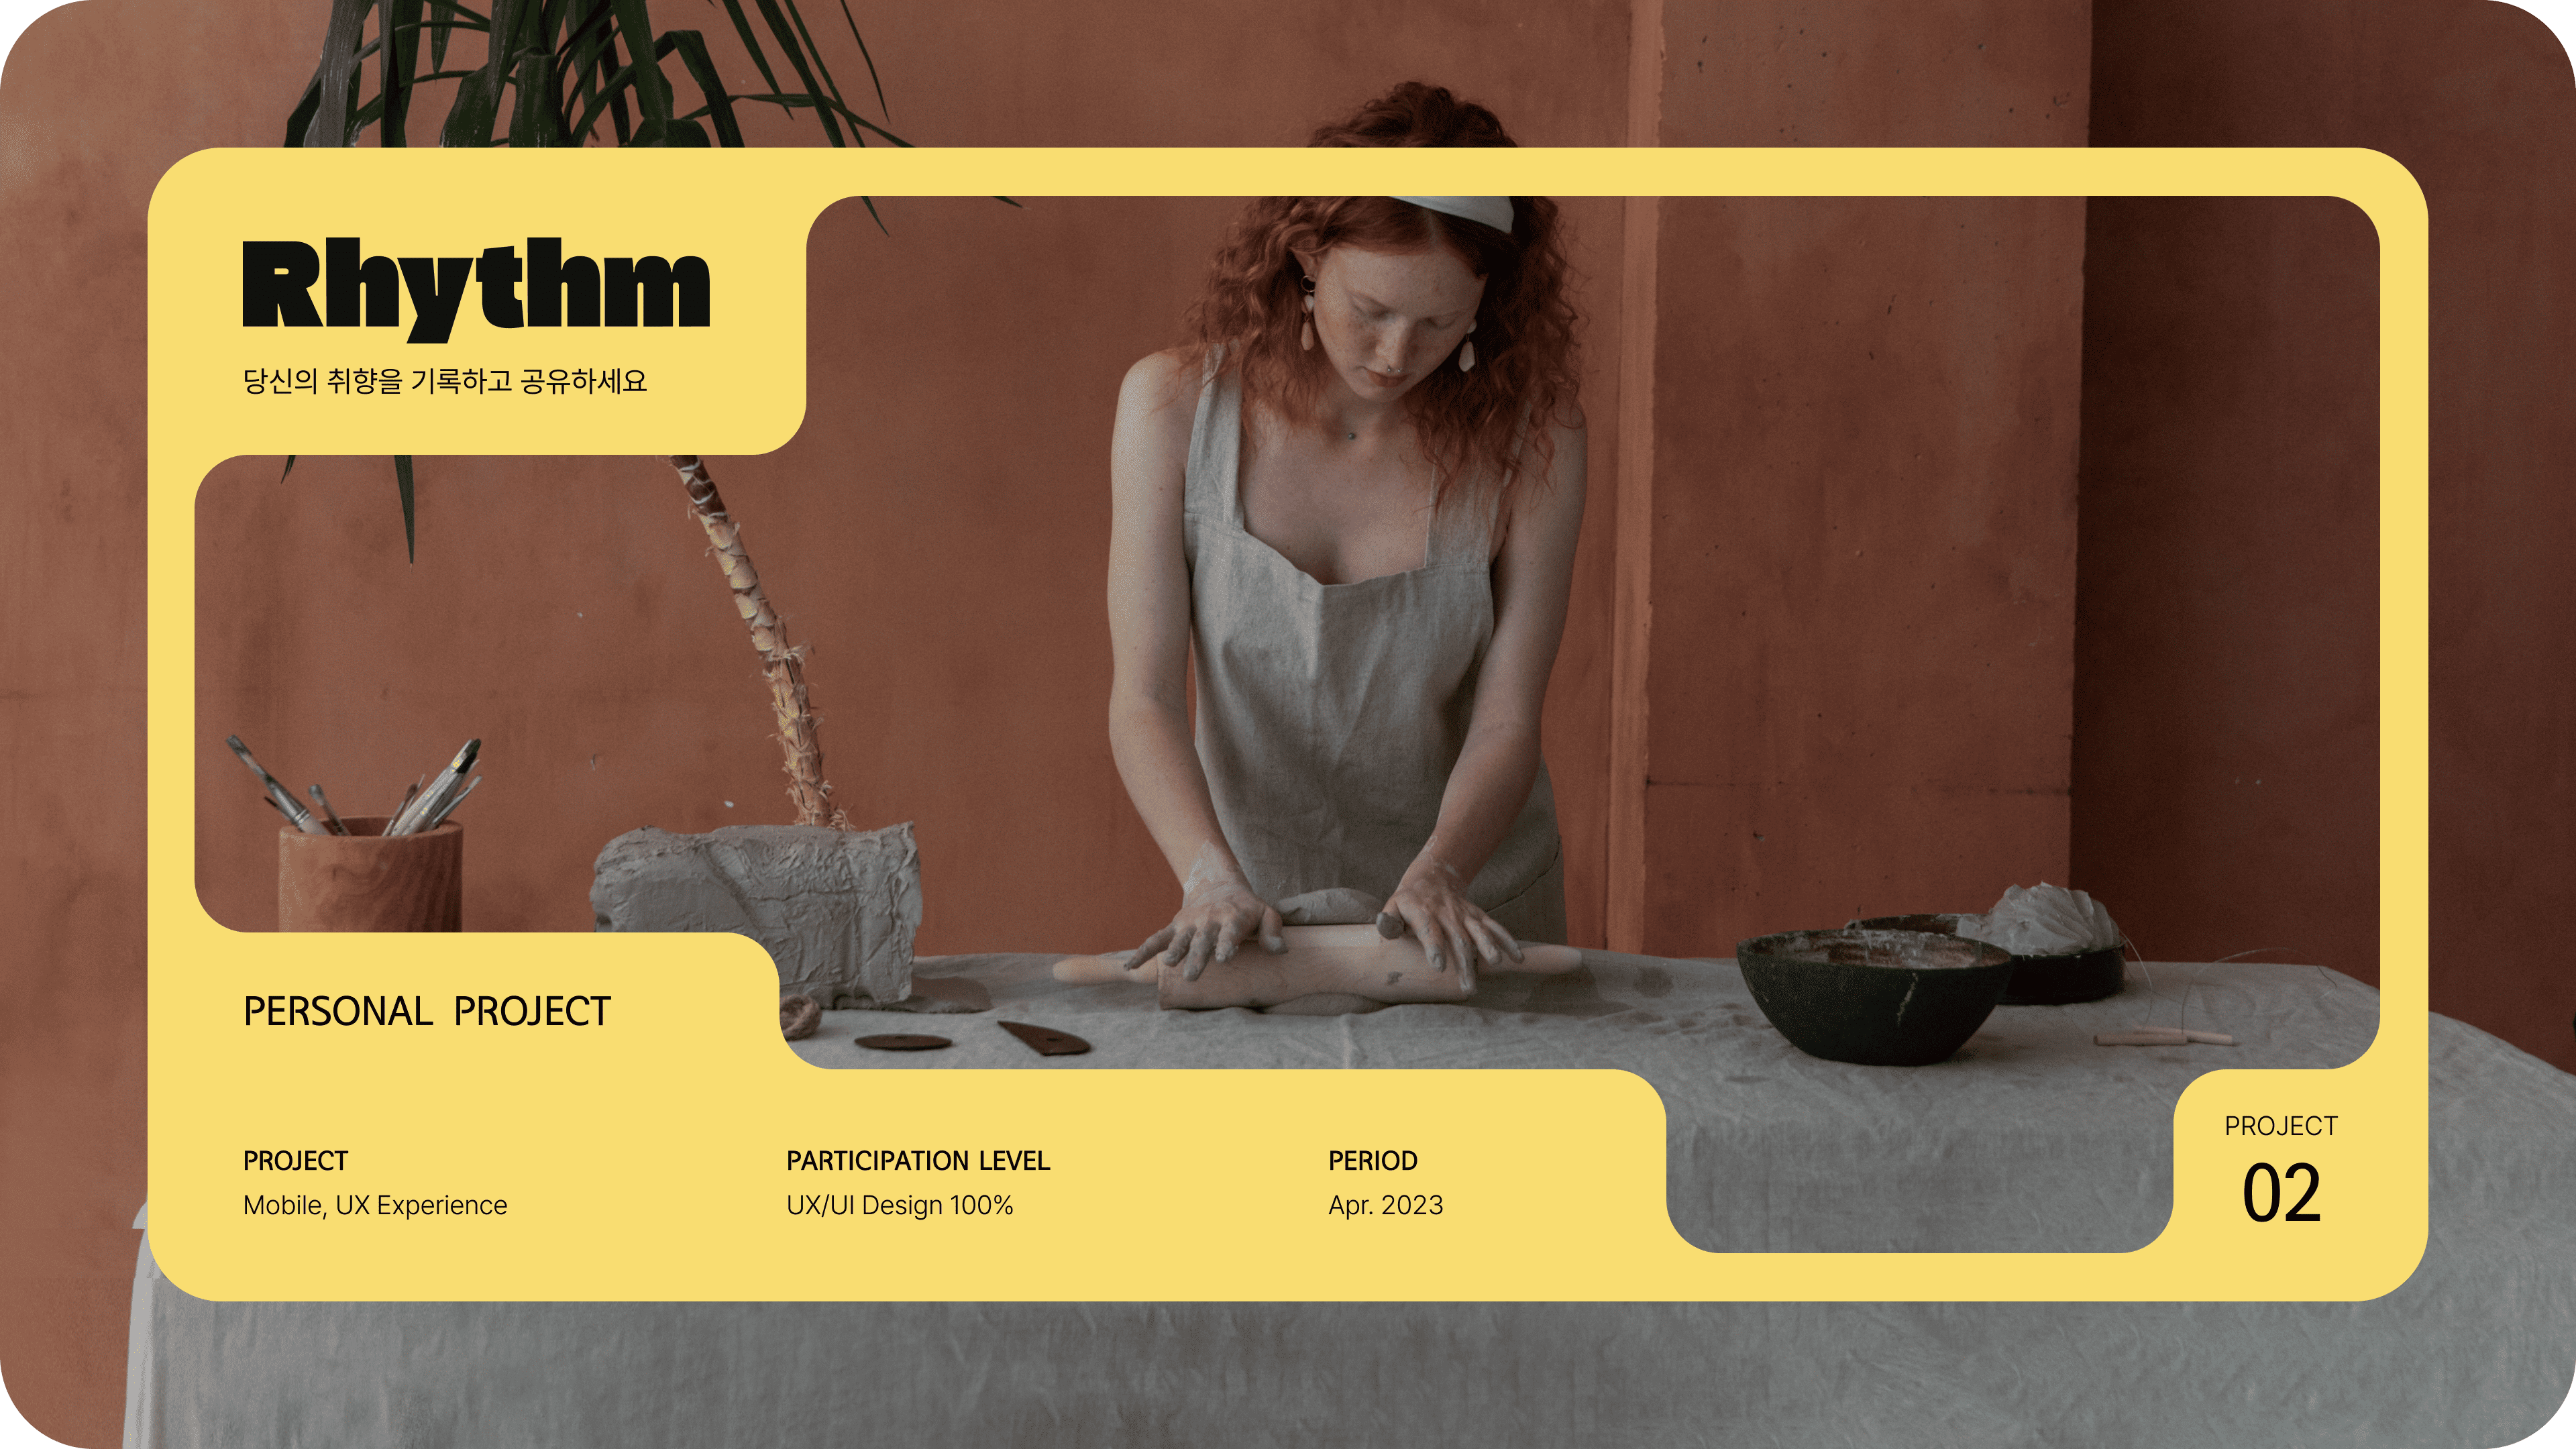 Rhythm
당신의 취향을 기록하고 공유하세요
PERSONAL PROJECT
PROJECT
Mobile, UX Experience
PARTICIPATION LEVEL
UX/UI Design 100%
PERIOD
Apr. 2023
PROJECT
02